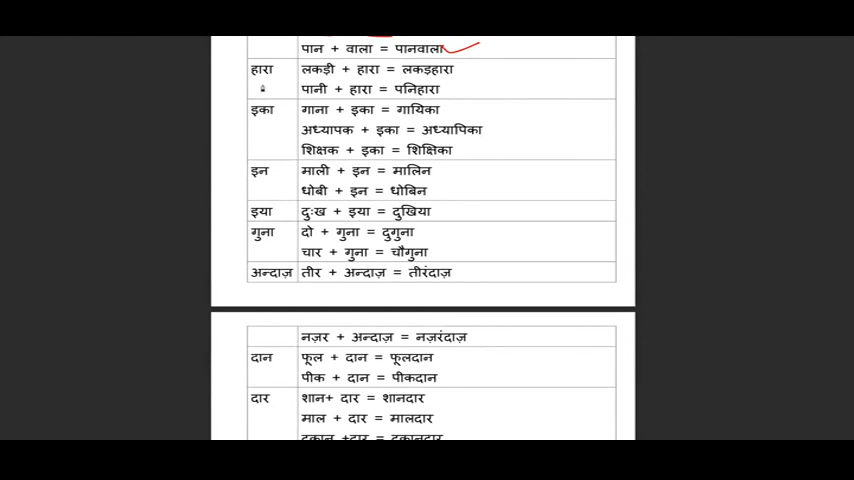 पान + वाला = पानवाला
हारा लकड़ी + हारा = लकड़हारा
पानी + हारा = पनिहारा
इका गाना + इका = गायिका
अध्यापक + इका = अध्यापिका
शिक्षक + इका = शिक्षिका
इन माली + इन = मालिन
धोबी + इन = धोबिन
इया दुःख + इया = दुखिया
गुना दो + गुना = दुगुना
चार + गुना = चौगुना
अन्दाज़ तीर + अन्दाज़ = तीरंदाज़
नज़र + अन्दाज़ = नज़रंदाज़
दान फूल + दान = फूलदान
पीक + दान = पीकदान
दार शान+ दार = शानदार
माल + दार = मालदार
दुकान +दार = दुकानदार